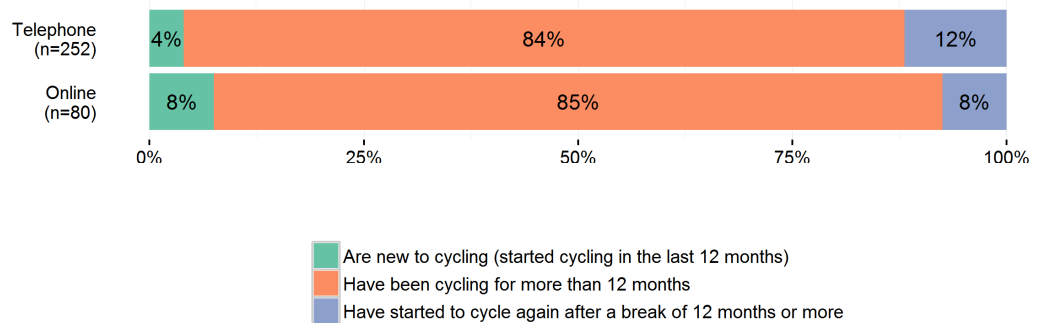 Telephone
(n=252)
4% 84% 12%
Online
(n=80)
8% 85% 8%
0% 25% 50% 75% 100%
Are new to cycling (started cycling in the last 12 months)
Have been cycling for more than 12 months
Have started to cycle again after a break of 12 months or more